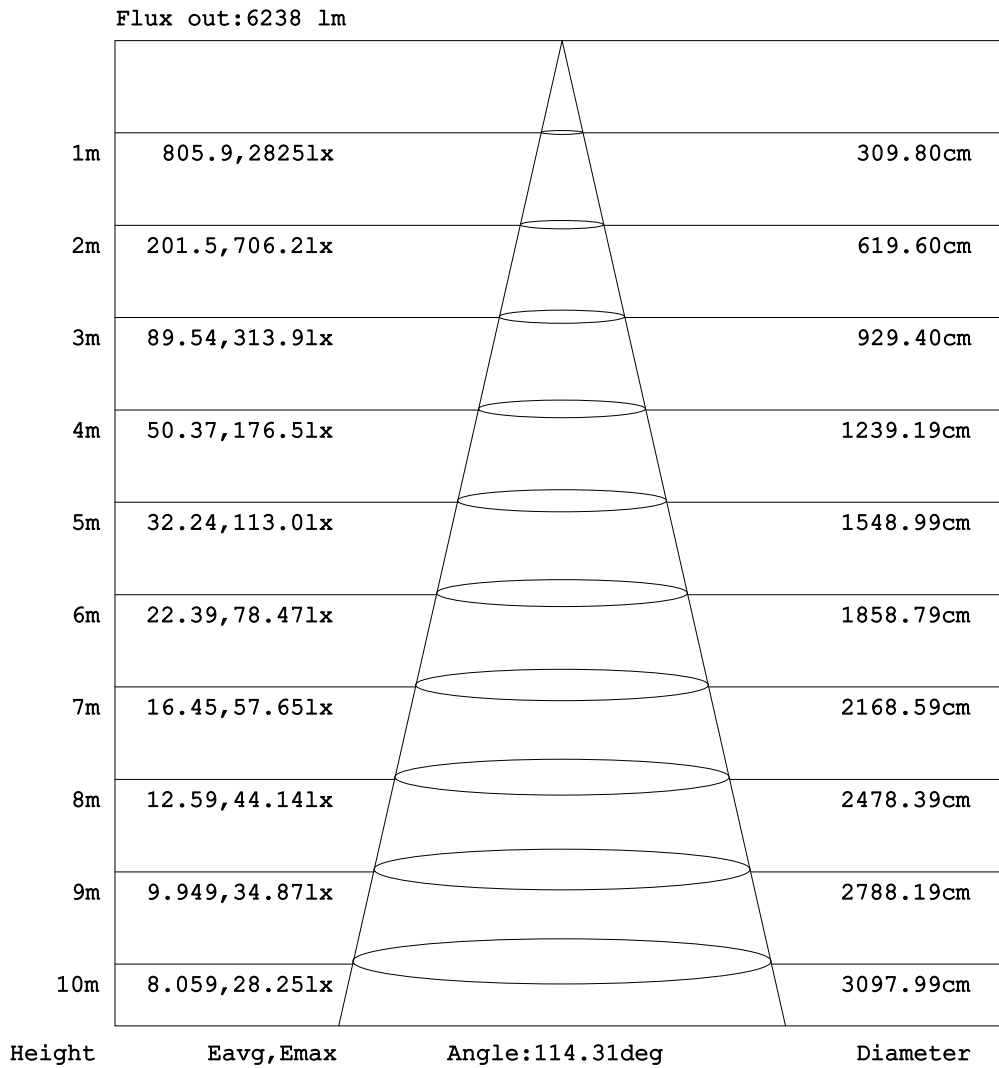 Flux out:6238 lm
1m 805.9,2825lx 309.80cm
2m 201.5,706.2lx 619.60cm
3m 89.54,313.9lx 929.40cm
4m 50.37,176.5lx 1239.19cm
5m 32.24,113.0lx 1548.99cm
6m 22.39,78.47lx 1858.79cm
7m 16.45,57.65lx 2168.59cm
8m 12.59,44.14lx 2478.39cm
9m 9.949,34.87lx 2788.19cm
10m 8.059,28.25lx 3097.99cm
Height Eavg,Emax Angle:114.31deg Diameter